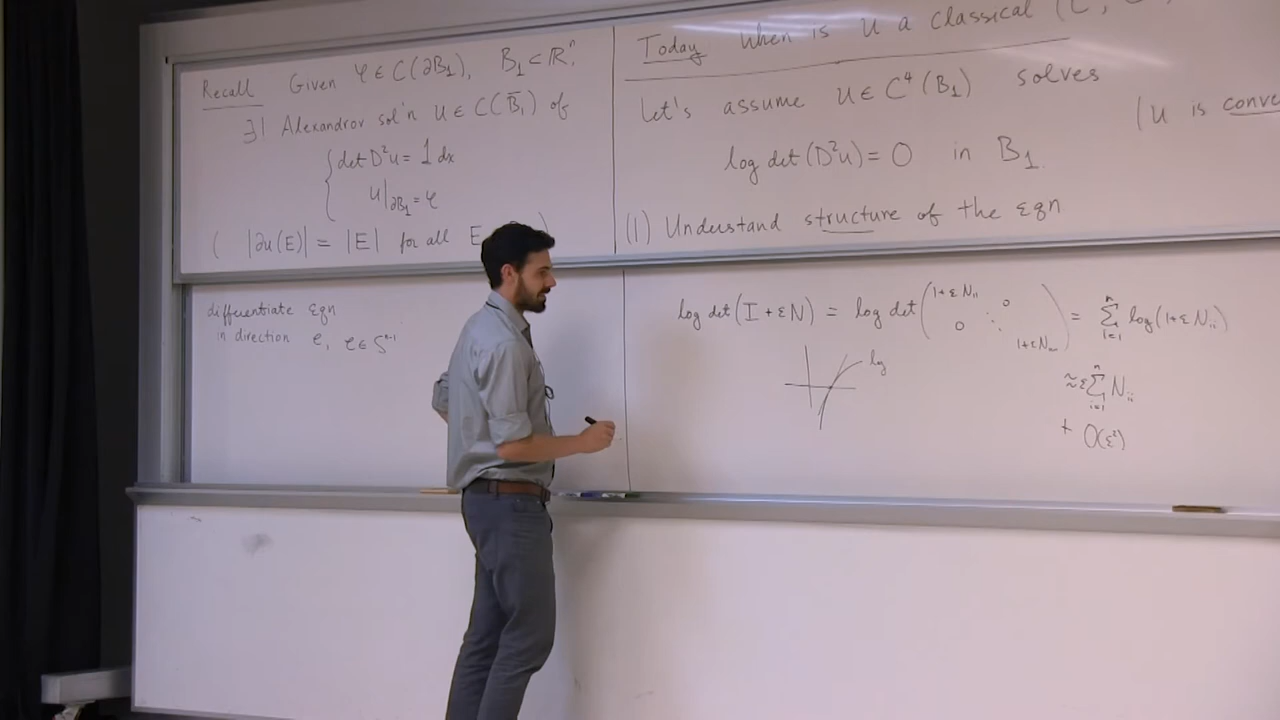 Recall Given φ ∈ C(∂B₁), B₁ ⊂ ℝⁿ,
∃! Alexandrov sol'n u ∈ C(B̄₁) of
det D²u = 1 dx
u|∂B₁ = φ
( |∂u(E)| = |E| for all E )
Today When is u a classical (
Let's assume u ∈ C⁴(B₁) solves
(u is conve
log det(D²u) = 0 in B₁.
(1) Understand structure of the eqn
differentiate eqn
in direction e, e ∈ Sⁿ⁻¹
log det(I + εN) = log det(1+εN₁₁ 0 0 ⋱ 1+εNₙₙ) = Σⁿᵢ₌₁ log(1+εNᵢᵢ)
log
≈ ε Σⁿᵢ₌₁ Nᵢᵢ
+ O(ε²)